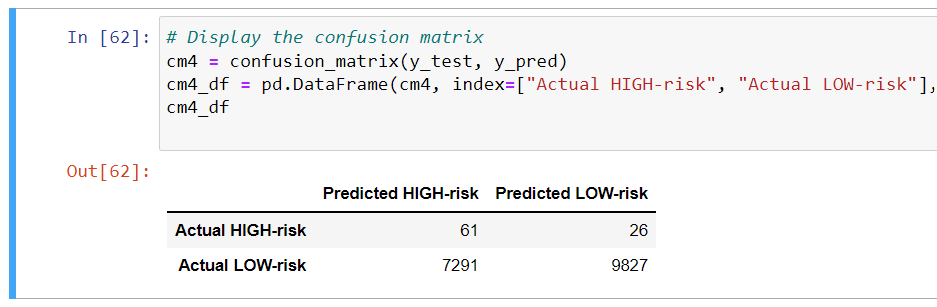 In [62]: # Display the confusion matrix
cm4 = confusion_matrix(y_test, y_pred)
cm4_df = pd.DataFrame(cm4, index=["Actual HIGH-risk", "Actual LOW-risk"],
cm4_df
Out[62]:
Predicted HIGH-risk Predicted LOW-risk
Actual HIGH-risk 61 26
Actual LOW-risk 7291 9827